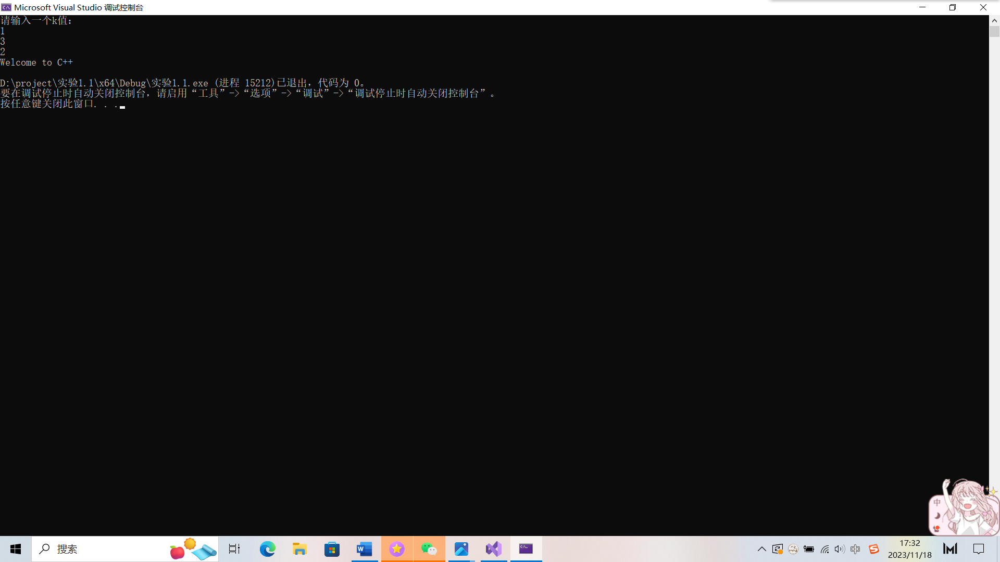 Microsoft Visual Studio 调试控制台
请输入一个k值:
1
3
2
Welcome to C++
D:\project\实验1.1\x64\Debug\实验1.1.exe (进程 15212)已退出，代码为 0。
要在调试停止时自动关闭控制台，请启用“工具”->“选项”->“调试”->“调试停止时自动关闭控制台”。
按任意键关闭此窗口. . .
中
搜索
中
17:32
2023/11/18